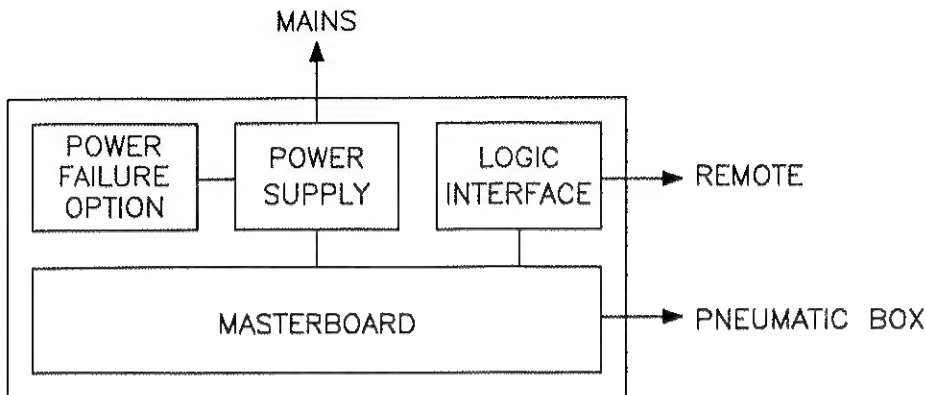 MAINS
POWER
FAILURE
OPTION
POWER
SUPPLY
LOGIC
INTERFACE
REMOTE
MASTERBOARD
PNEUMATIC BOX